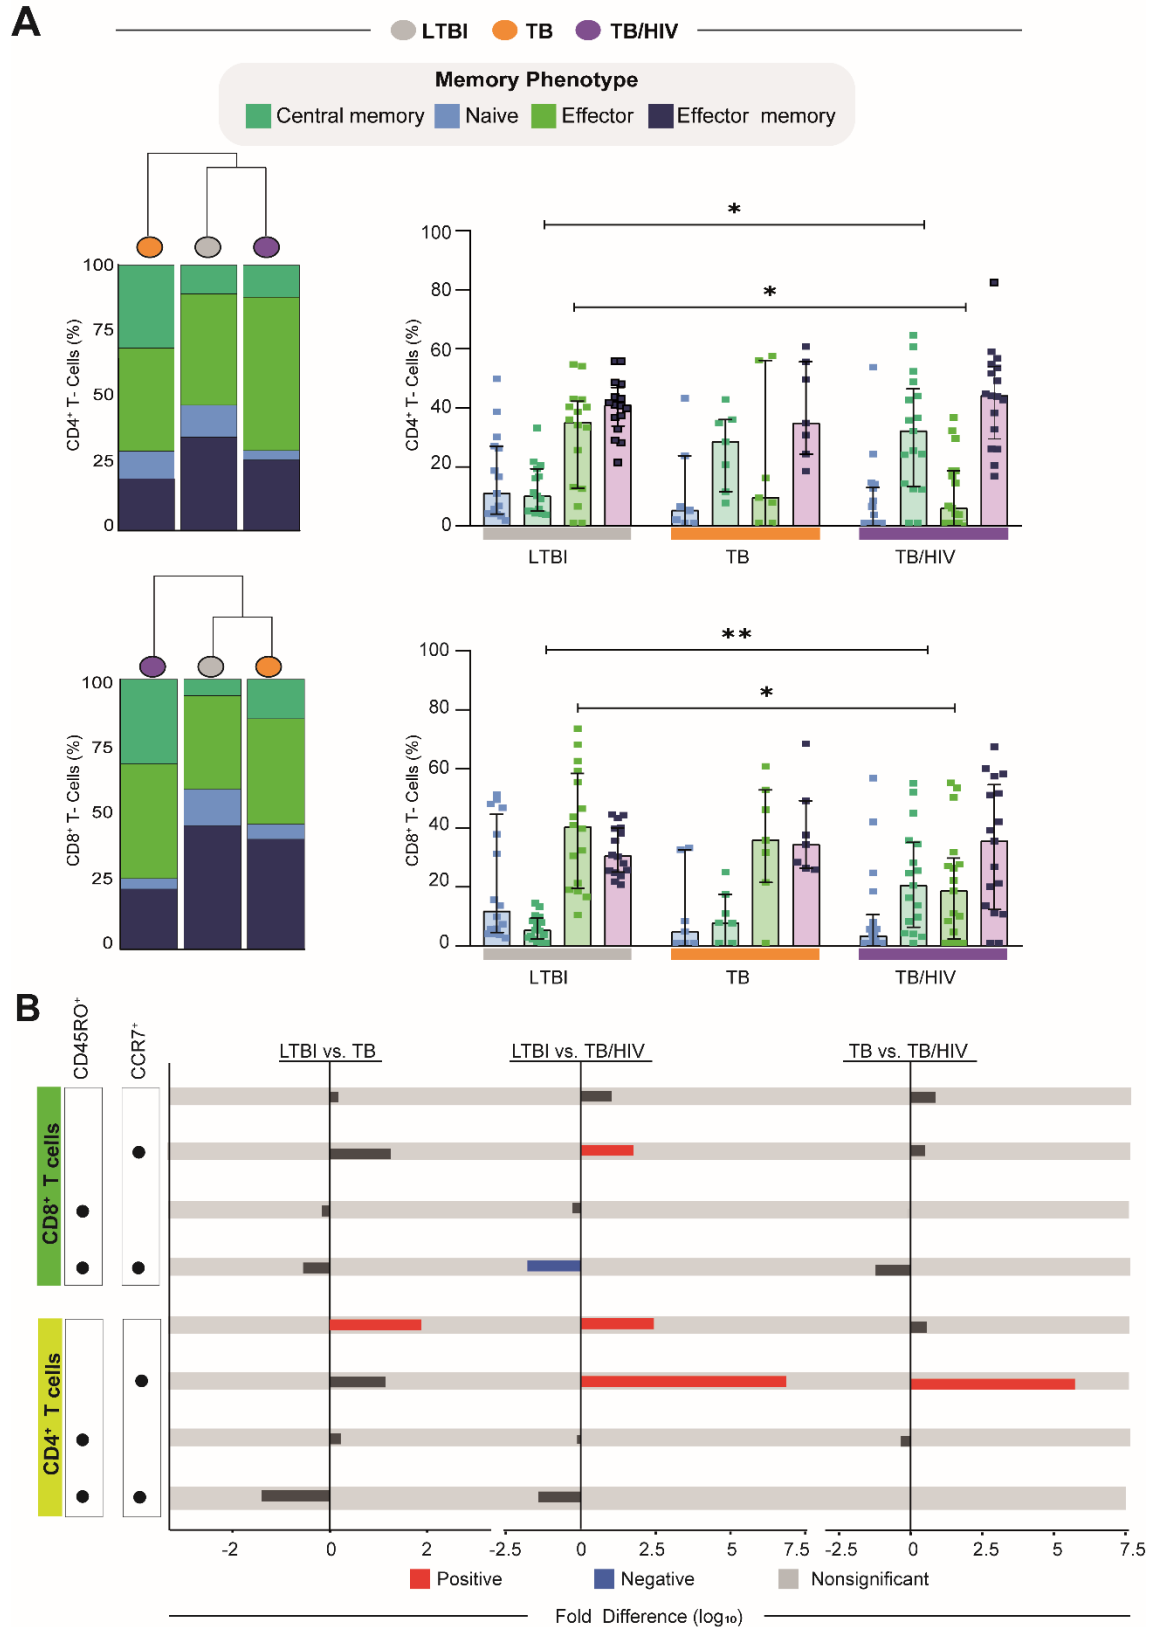 A
LTBI TB TB/HIV
Memory Phenotype
Central memory Naive Effector Effector memory
CD4⁺ T- Cells (%)
100
75
50
25
0
CD4⁺ T- Cells (%)
100
80
60
40
20
0
*
*
LTBI TB TB/HIV
CD8⁺ T- Cells (%)
100
75
50
25
0
CD8⁺ T- Cells (%)
100
80
60
40
20
0
**
*
LTBI TB TB/HIV
B
CD45RO⁺
CCR7⁺
LTBI vs. TB LTBI vs. TB/HIV TB vs. TB/HIV
CD8⁺ T cells
CD4⁺ T cells
-2 0 2 -2.5 0 2.5 5 7.5 -2.5 0 2.5 5 7.5
Positive Negative Nonsignificant
Fold Difference (log₁₀)